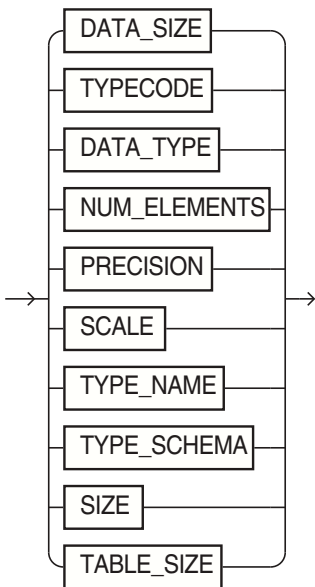 DATA_SIZE
TYPECODE
DATA_TYPE
NUM_ELEMENTS
PRECISION
SCALE
TYPE_NAME
TYPE_SCHEMA
SIZE
TABLE_SIZE